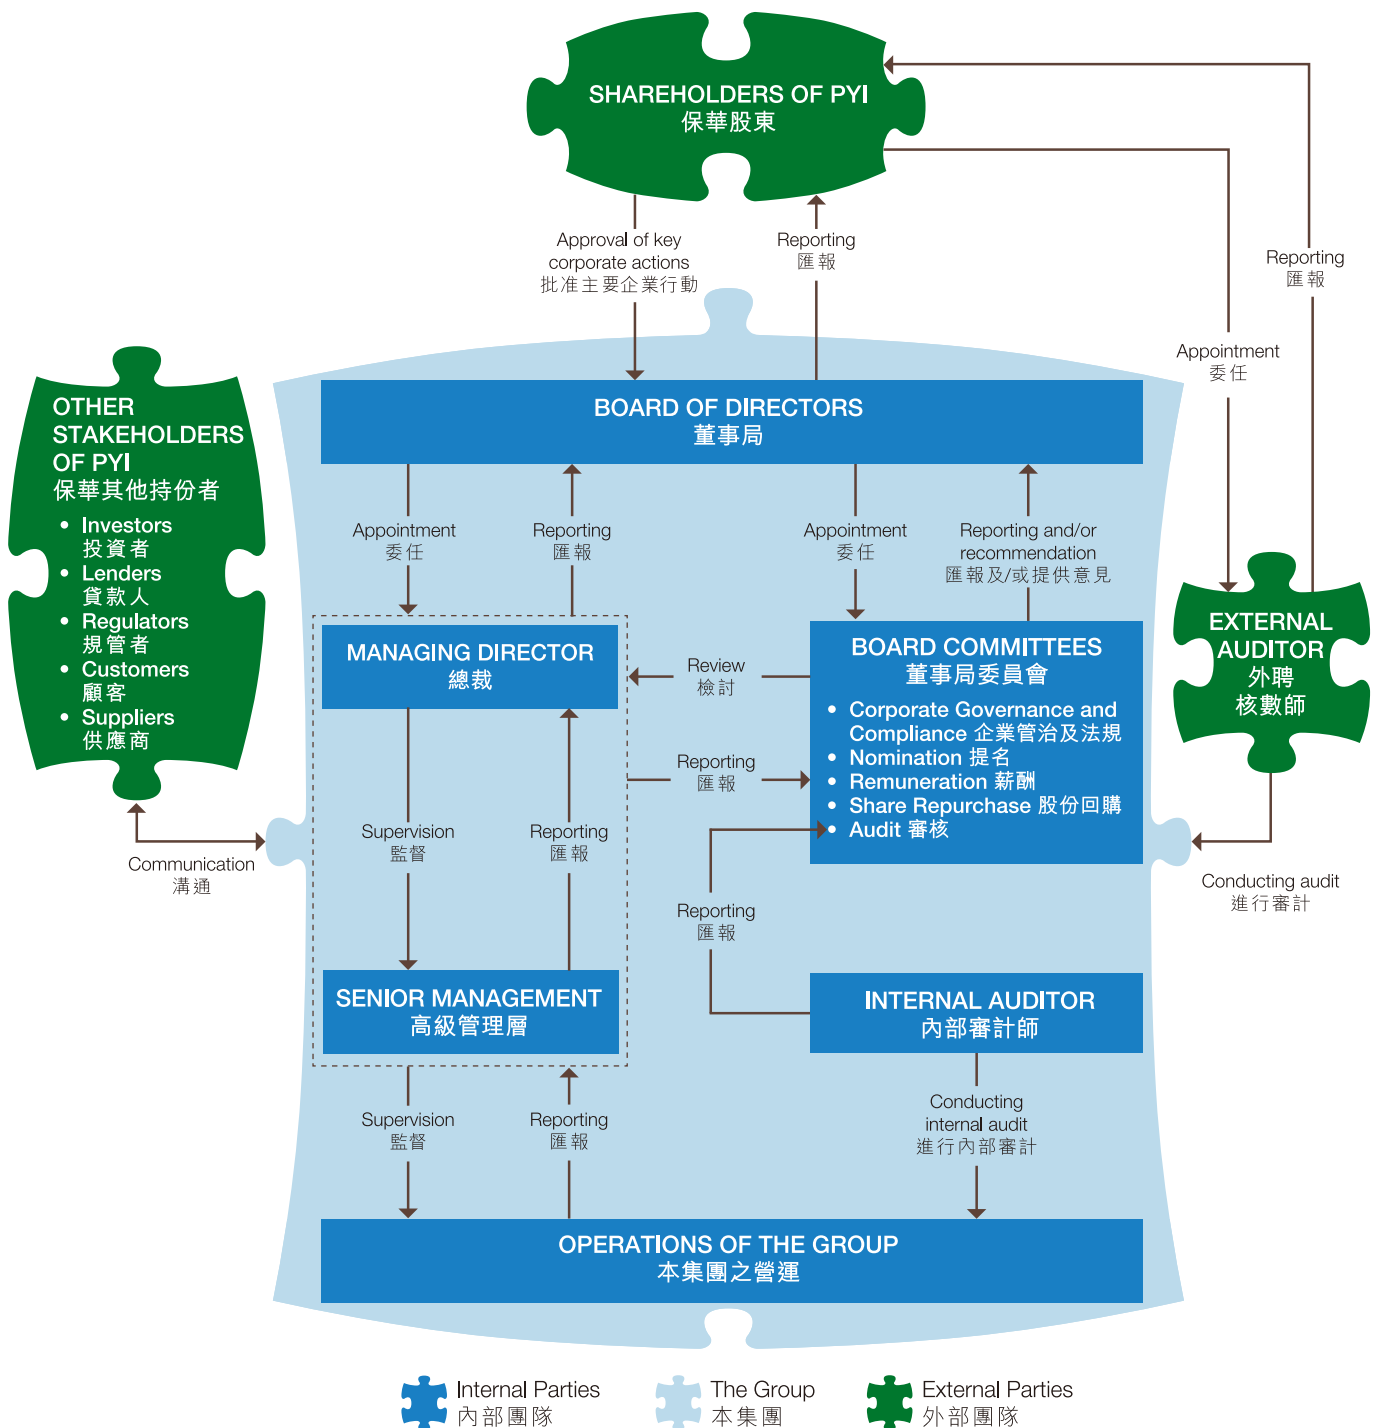 SHAREHOLDERS OF PYI
保華股東
Approval of key
corporate actions
批准主要企業行動
Reporting
匯報
Reporting
匯報
Appointment
委任
BOARD OF DIRECTORS
董事局
OTHER
STAKEHOLDERS
OF PYI
保華其他持份者
• Investors
投資者
• Lenders
貸款人
• Regulators
規管者
• Customers
顧客
• Suppliers
供應商
Appointment
委任
Reporting
匯報
Appointment
委任
Reporting and/or
recommendation
匯報及/或提供意見
EXTERNAL
AUDITOR
外聘
核數師
MANAGING DIRECTOR
總裁
Review
檢討
BOARD COMMITTEES
董事局委員會
• Corporate Governance and
Compliance 企業管治及法規
• Nomination 提名
• Remuneration 薪酬
• Share Repurchase 股份回購
• Audit 審核
Reporting
匯報
Supervision
監督
Reporting
匯報
Communication
溝通
Conducting audit
進行審計
Reporting
匯報
SENIOR MANAGEMENT
高級管理層
INTERNAL AUDITOR
內部審計師
Supervision
監督
Reporting
匯報
Conducting
internal audit
進行內部審計
OPERATIONS OF THE GROUP
本集團之營運
Internal Parties
內部團隊
The Group
本集團
External Parties
外部團隊